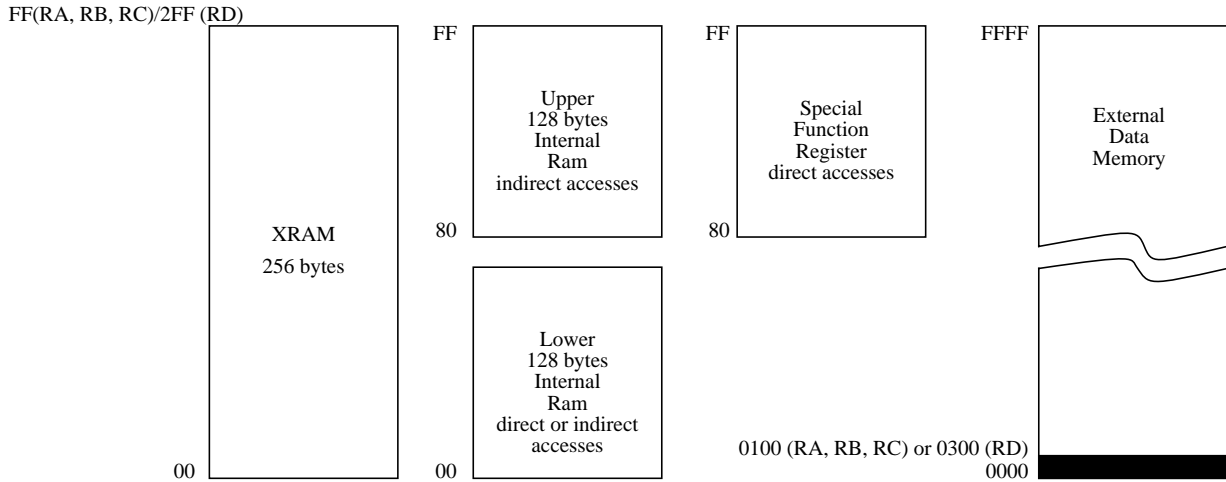 FF(RA, RB, RC)/2FF (RD)
FF
FF
FFFF
Upper
128 bytes
Internal
Ram
indirect accesses
Special
Function
Register
direct accesses
External
Data
Memory
80
80
XRAM
256 bytes
Lower
128 bytes
Internal
Ram
direct or indirect
accesses
0100 (RA, RB, RC) or 0300 (RD)
00
00
0000